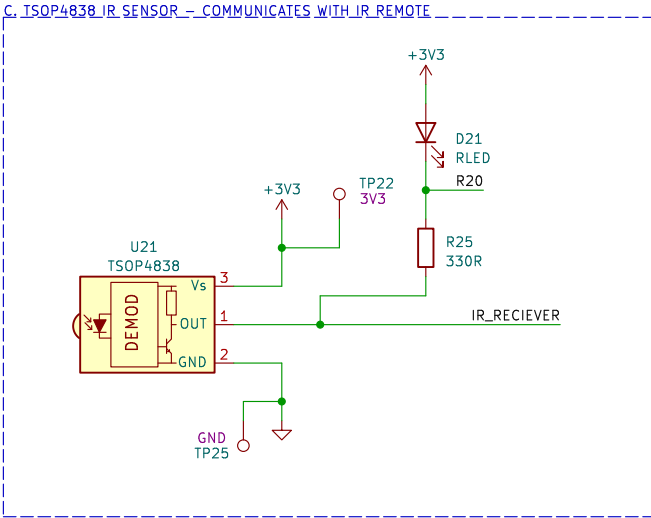 C. TSOP4838 IR SENSOR – COMMUNICATES WITH IR REMOTE
+3V3
D21
RLED
R20
+3V3
TP22
3V3
R25
330R
U21
TSOP4838
DEMOD
Vs
3
OUT
1
GND
2
IR_RECIEVER
GND
TP25